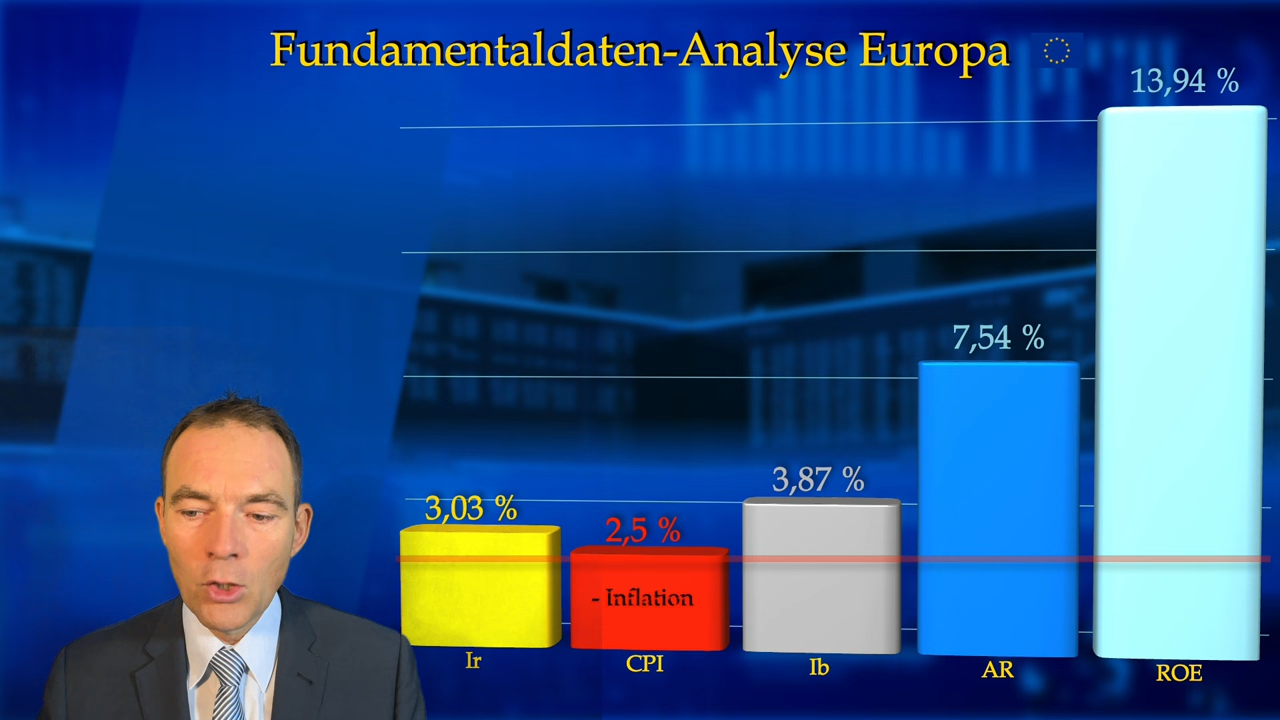 Fundamentaldaten-Analyse Europa
13,94 %
7,54 %
3,87 %
3,03 %
2,5 %
- Inflation
Ir
CPI
Ib
AR
ROE